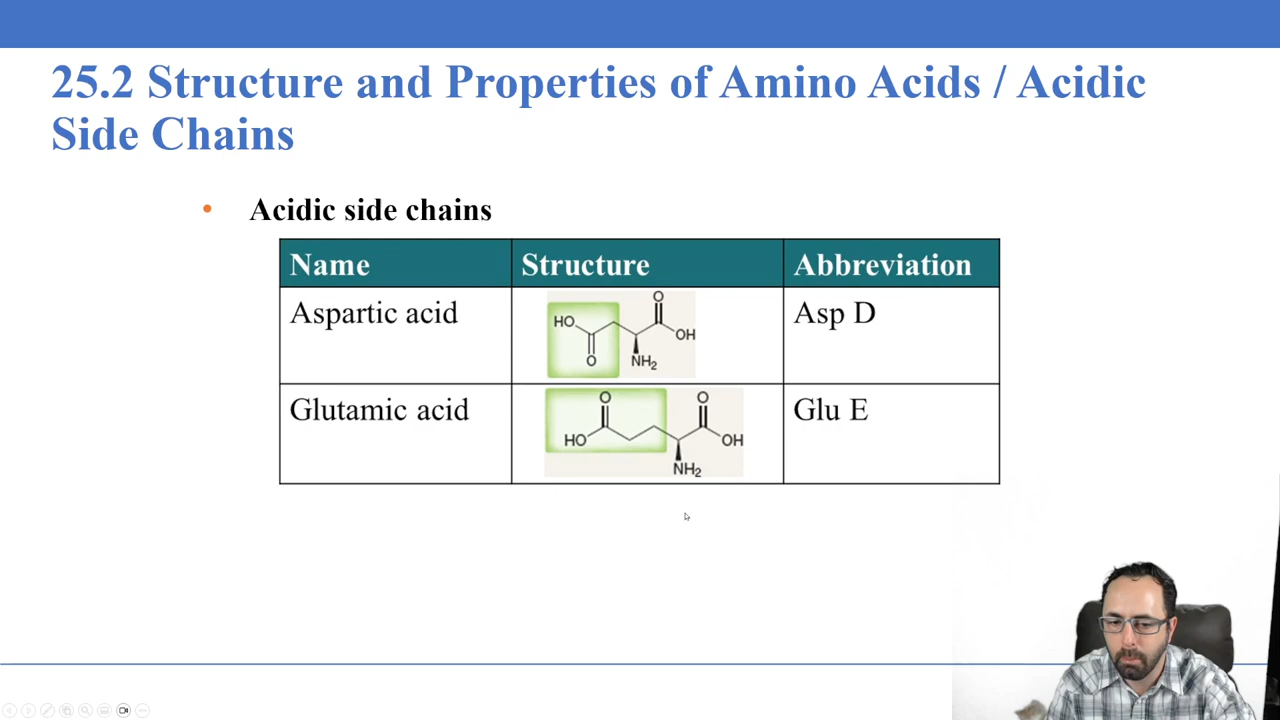 25.2 Structure and Properties of Amino Acids / Acidic
Side Chains
• Acidic side chains
Name Structure Abbreviation
Aspartic acid
O
HO
OH
O
NH₂
Asp D
Glutamic acid
O O
HO OH
NH₂
Glu E